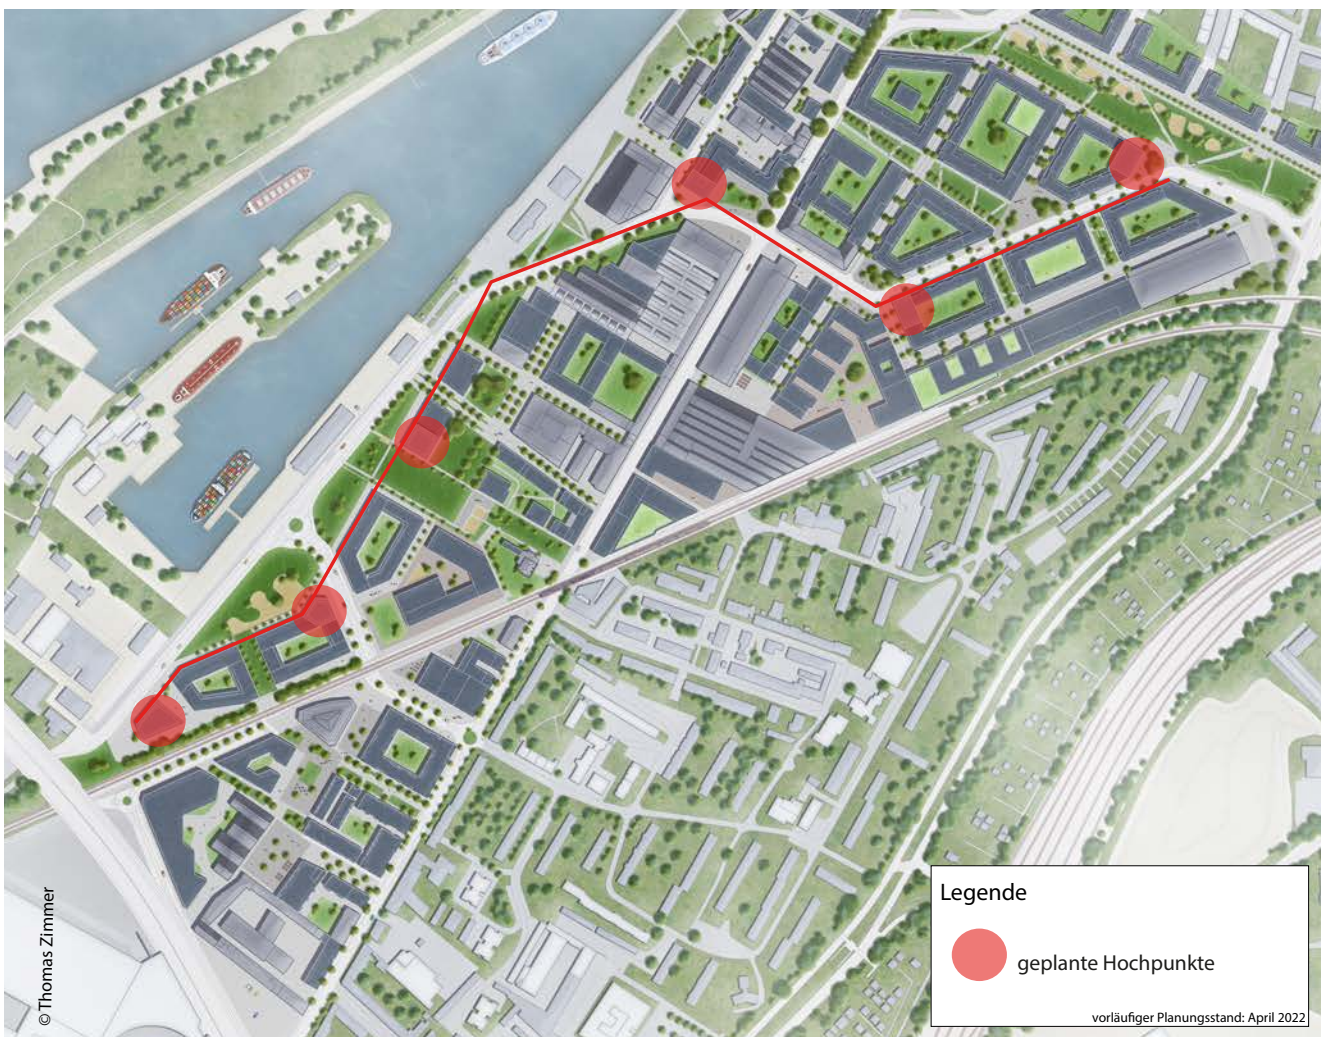 © Thomas Zimmer
Legende
geplante Hochpunkte
vorläufiger Planungsstand: April 2022